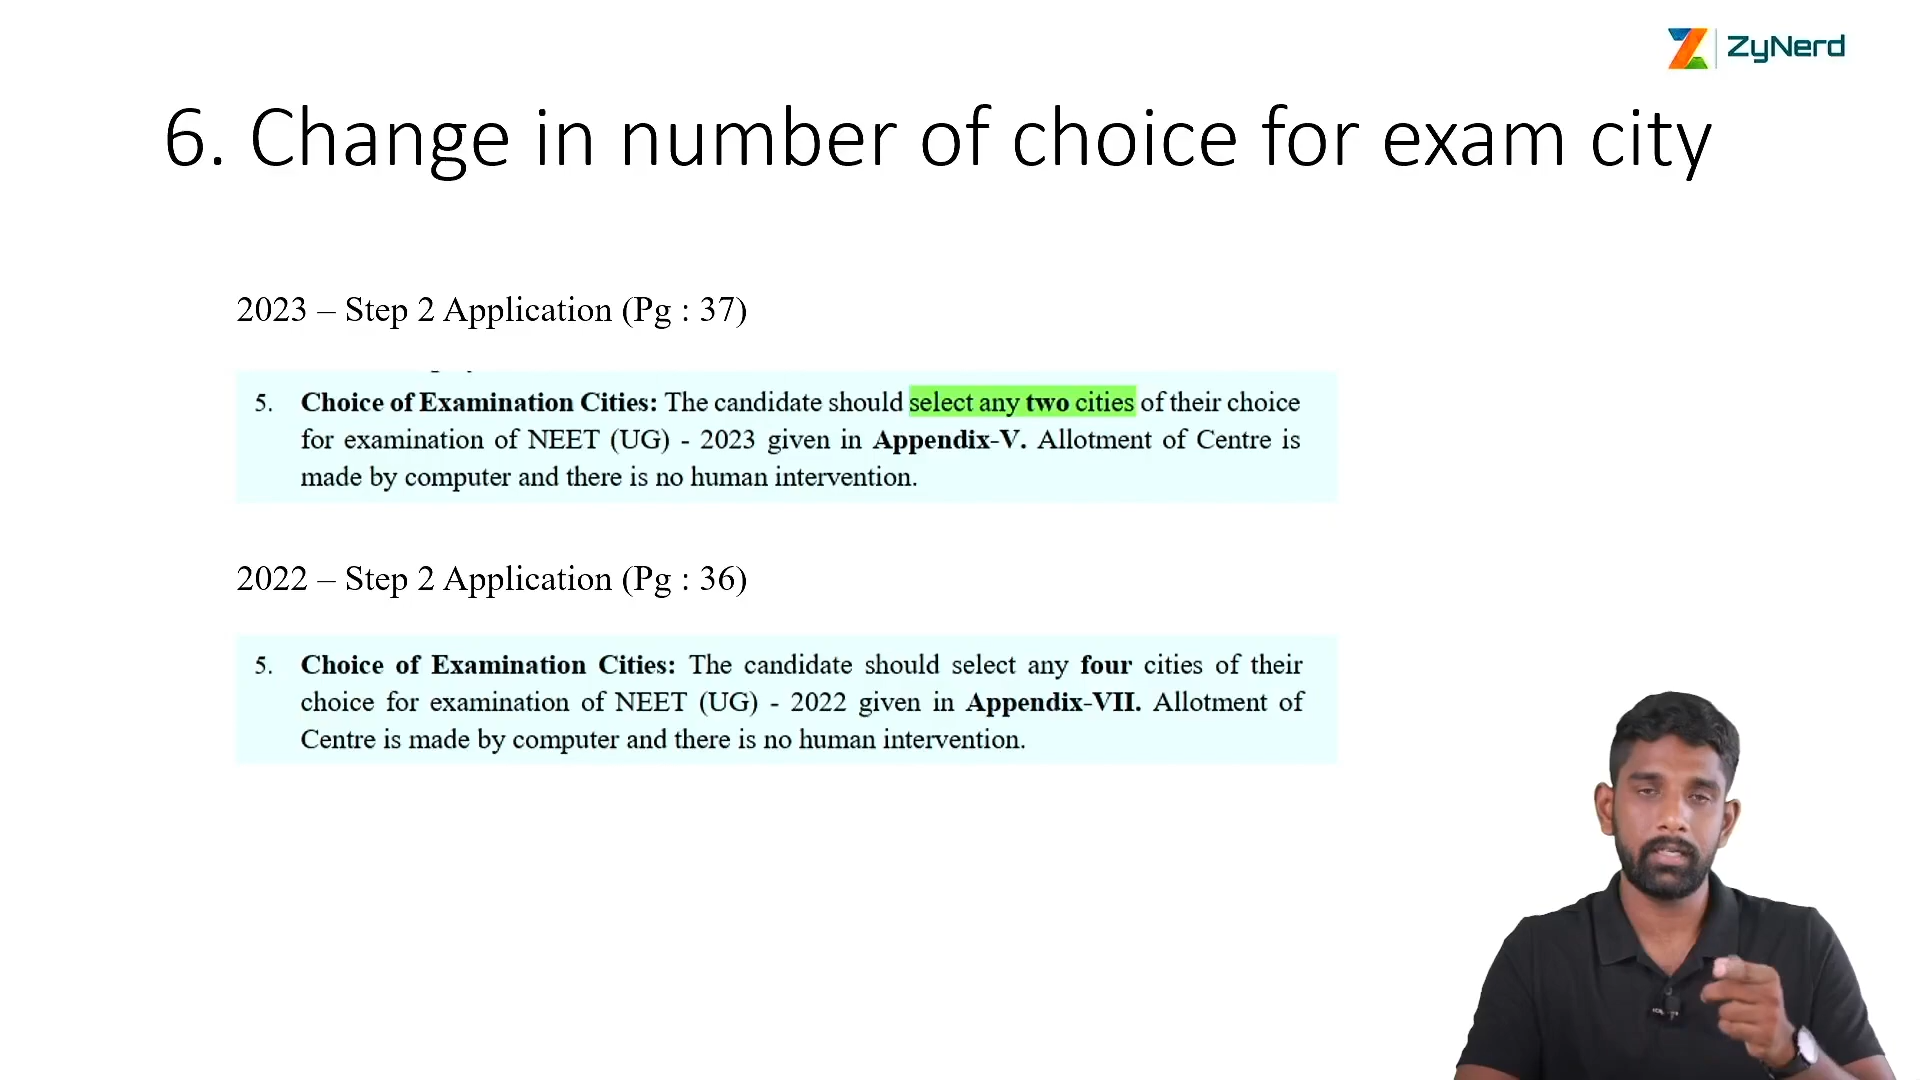 ZyNerd
6. Change in number of choice for exam city
2023 – Step 2 Application (Pg : 37)
5. Choice of Examination Cities: The candidate should select any two cities of their choice
for examination of NEET (UG) - 2023 given in Appendix-V. Allotment of Centre is
made by computer and there is no human intervention.
2022 – Step 2 Application (Pg : 36)
5. Choice of Examination Cities: The candidate should select any four cities of their
choice for examination of NEET (UG) - 2022 given in Appendix-VII. Allotment of
Centre is made by computer and there is no human intervention.